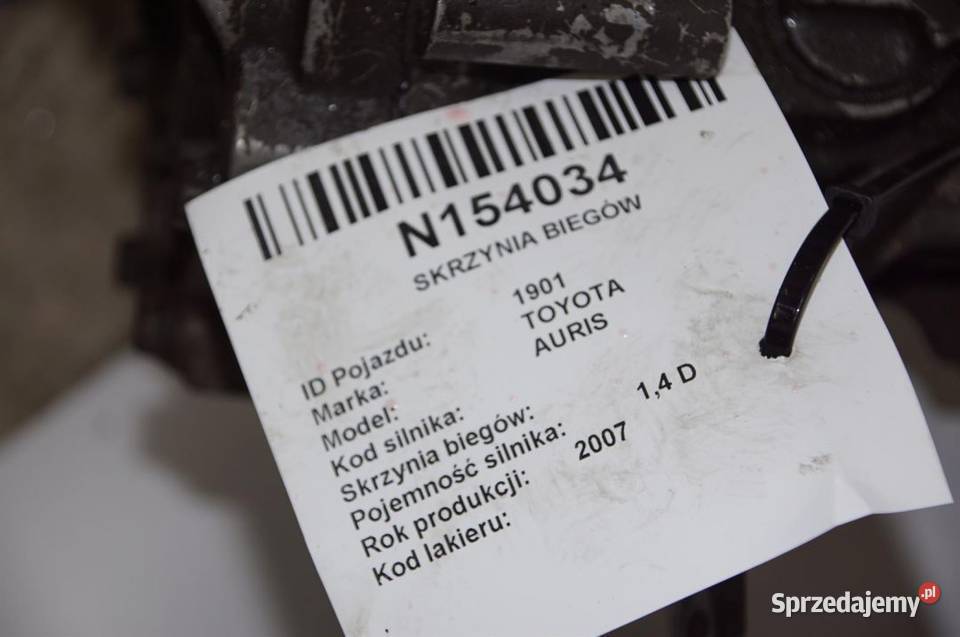 N154034
SKRZYNIA BIEGÓW
ID Pojazdu: 1901
Marka: TOYOTA
Model: AURIS
Kod silnika:
Skrzynia biegów:
Pojemność silnika: 1,4 D
Rok produkcji: 2007
Kod lakieru:
Sprzedajemy.pl